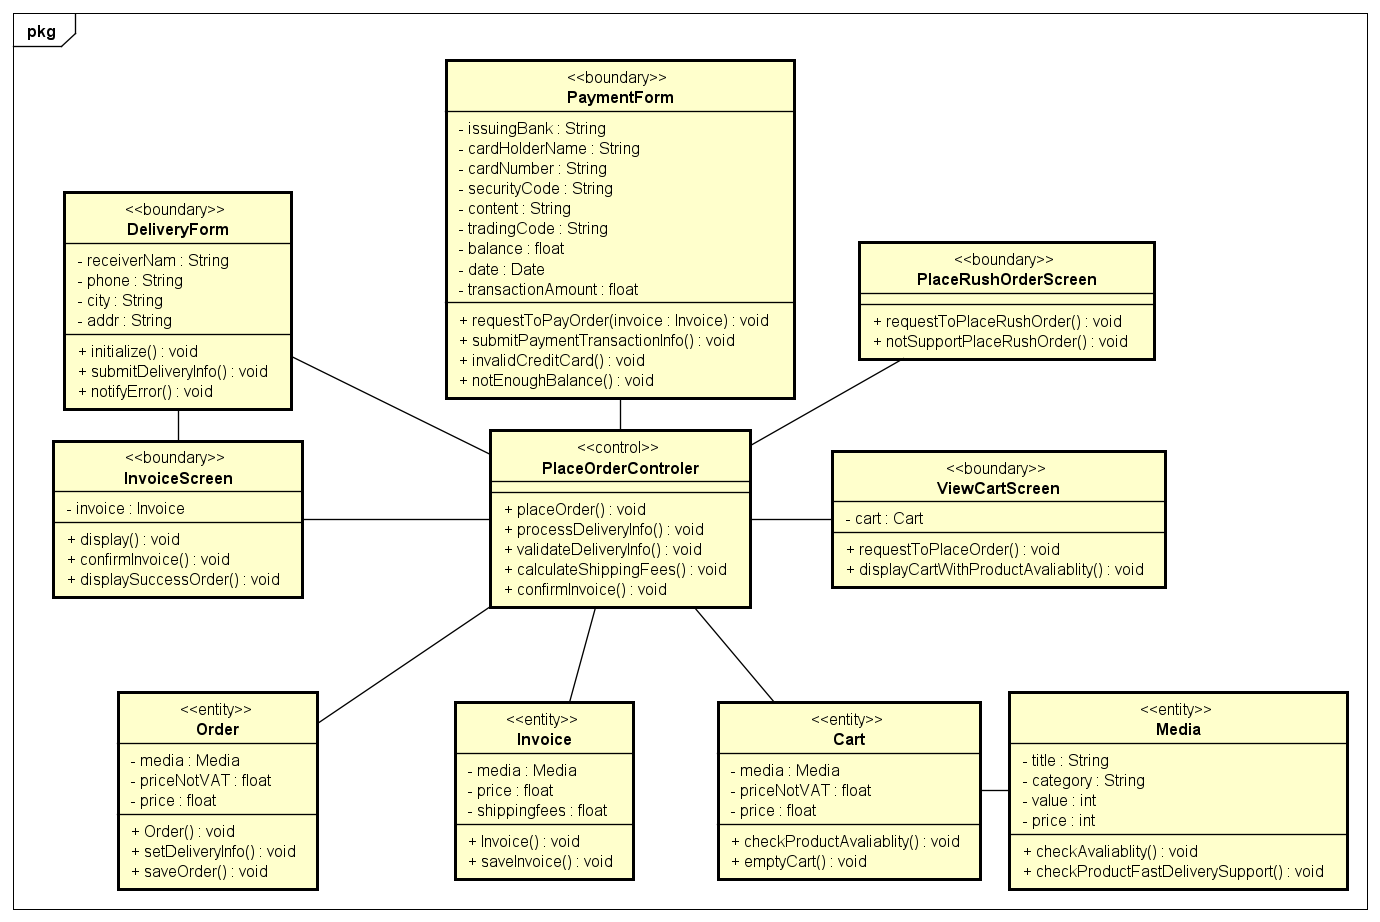 pkg
<<boundary>>
PaymentForm
- issuingBank : String
- cardHolderName : String
- cardNumber : String
- securityCode : String
- content : String
- tradingCode : String
- balance : float
- date : Date
- transactionAmount : float
+ requestToPayOrder(invoice : Invoice) : void
+ submitPaymentTransactionInfo() : void
+ invalidCreditCard() : void
+ notEnoughBalance() : void
<<boundary>>
DeliveryForm
- receiverNam : String
- phone : String
- city : String
- addr : String
+ initialize() : void
+ submitDeliveryInfo() : void
+ notifyError() : void
<<boundary>>
PlaceRushOrderScreen
+ requestToPlaceRushOrder() : void
+ notSupportPlaceRushOrder() : void
<<boundary>>
InvoiceScreen
- invoice : Invoice
+ display() : void
+ confirmInvoice() : void
+ displaySuccessOrder() : void
<<control>>
PlaceOrderControler
+ placeOrder() : void
+ processDeliveryInfo() : void
+ validateDeliveryInfo() : void
+ calculateShippingFees() : void
+ confirmInvoice() : void
<<boundary>>
ViewCartScreen
- cart : Cart
+ requestToPlaceOrder() : void
+ displayCartWithProductAvaliablity() : void
<<entity>>
Order
- media : Media
- priceNotVAT : float
- price : float
+ Order() : void
+ setDeliveryInfo() : void
+ saveOrder() : void
<<entity>>
Invoice
- media : Media
- price : float
- shippingfees : float
+ Invoice() : void
+ saveInvoice() : void
<<entity>>
Cart
- media : Media
- priceNotVAT : float
- price : float
+ checkProductAvaliablity() : void
+ emptyCart() : void
<<entity>>
Media
- title : String
- category : String
- value : int
- price : int
+ checkAvaliablity() : void
+ checkProductFastDeliverySupport() : void